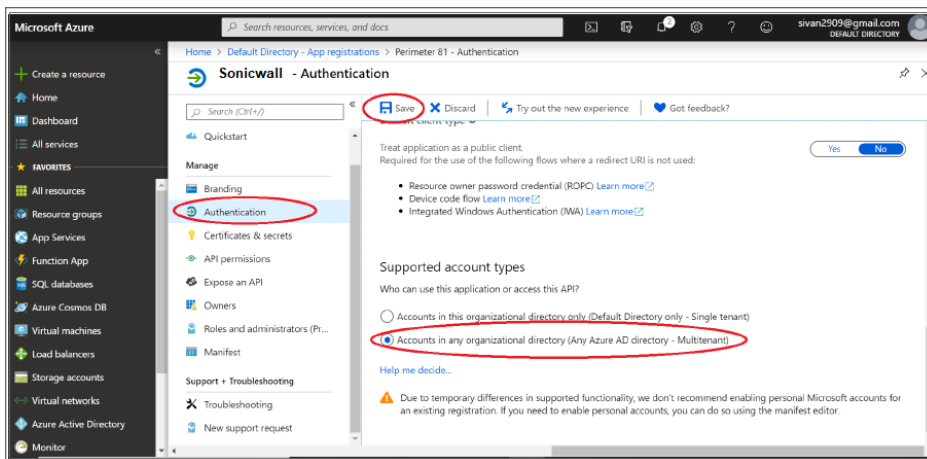 Microsoft Azure
Search resources, services, and docs
2
sivan2909@gmail.com
DEFAULT DIRECTORY
Home > Default Directory - App registrations > Perimeter 81 - Authentication
Sonicwall - Authentication
Create a resource
Home
Dashboard
All services
FAVORITES
All resources
Resource groups
App Services
Function App
SQL databases
Azure Cosmos DB
Virtual machines
Load balancers
Storage accounts
Virtual networks
Azure Active Directory
Monitor
Search (Ctrl+/)
Quickstart
Manage
Branding
Authentication
Certificates & secrets
API permissions
Expose an API
Owners
Roles and administrators (Pr...
Manifest
Support + Troubleshooting
Troubleshooting
New support request
Save
Discard
Try out the new experience
Got feedback?
client type
Treat application as a public client.
Required for the use of the following flows where a redirect URI is not used:
Yes No
• Resource owner password credential (ROPC) Learn more
• Device code flow Learn more
• Integrated Windows Authentication (IWA) Learn more
Supported account types
Who can use this application or access this API?
Accounts in this organizational directory only (Default Directory only - Single tenant)
Accounts in any organizational directory (Any Azure AD directory - Multitenant)
Help me decide...
Due to temporary differences in supported functionality, we don't recommend enabling personal Microsoft accounts for
an existing registration. If you need to enable personal accounts, you can do so using the manifest editor.